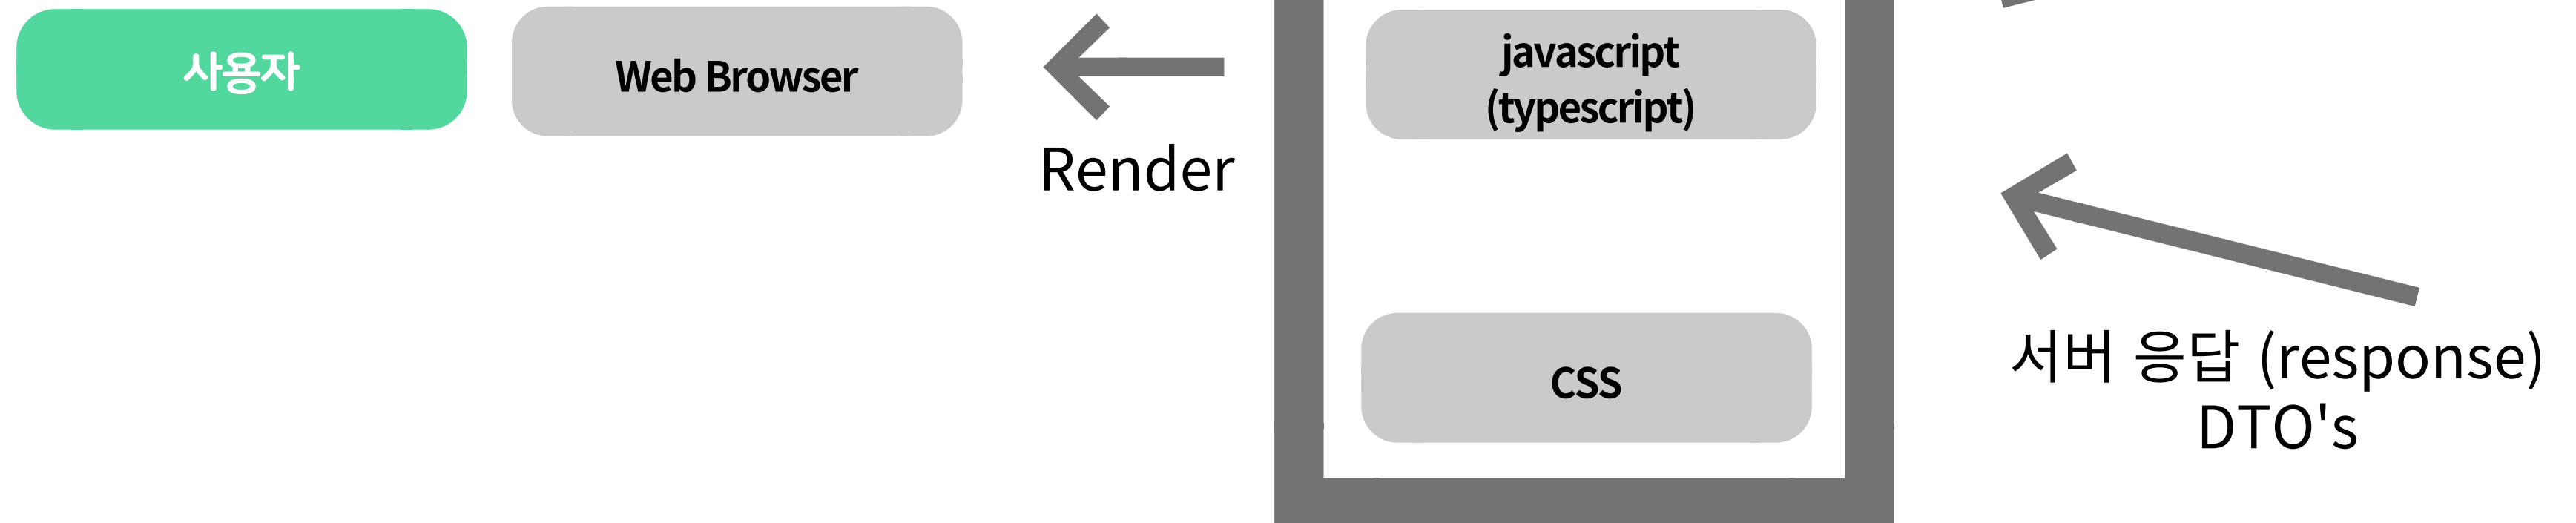 사용자
Web Browser
Render
javascript
(typescript)
CSS
서버 응답 (response)
DTO's